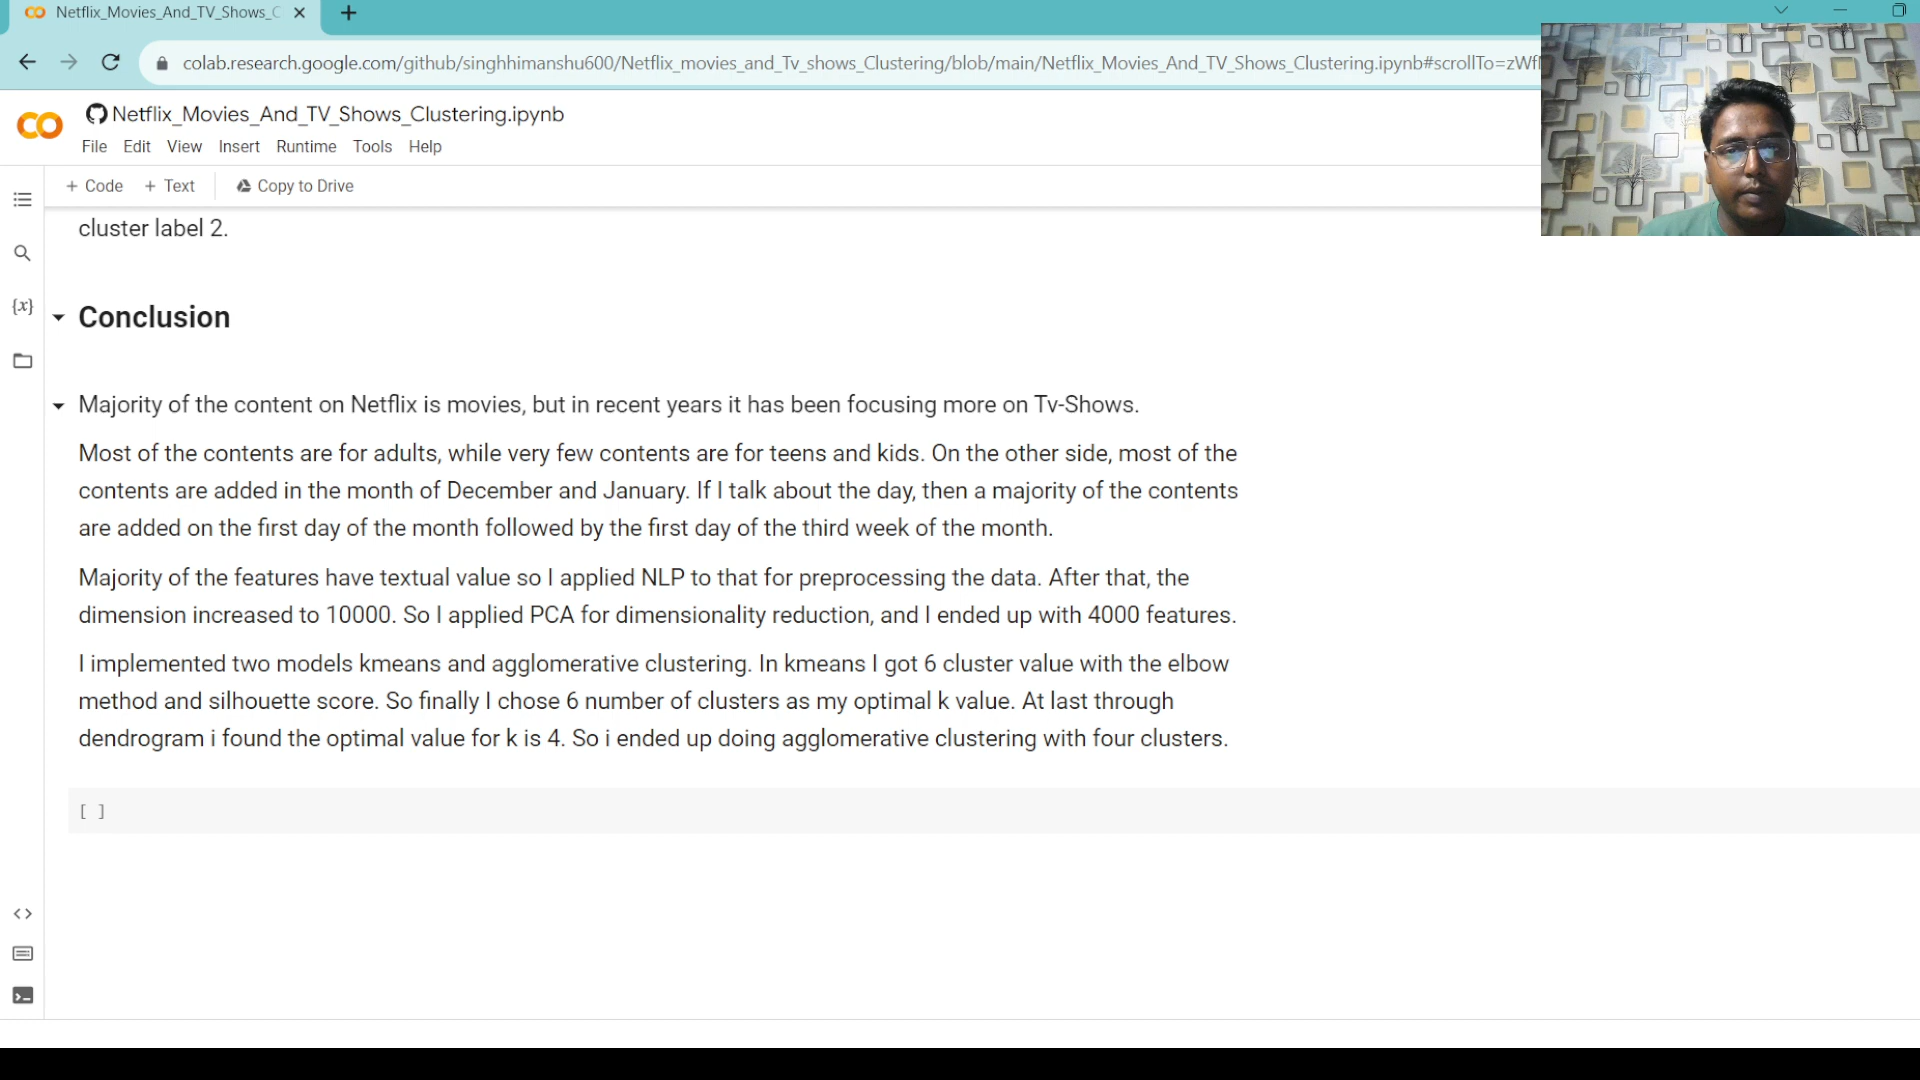 Netflix_Movies_And_TV_Shows_C
colab.research.google.com/github/singhhimanshu600/Netflix_movies_and_Tv_shows_Clustering/blob/main/Netflix_Movies_And_TV_Shows_Clustering.ipynb#scrollTo=zWf
CO
Netflix_Movies_And_TV_Shows_Clustering.ipynb
File Edit View Insert Runtime Tools Help
+ Code + Text Copy to Drive
cluster label 2.
{x}
Conclusion
Majority of the content on Netflix is movies, but in recent years it has been focusing more on Tv-Shows.
Most of the contents are for adults, while very few contents are for teens and kids. On the other side, most of the
contents are added in the month of December and January. If I talk about the day, then a majority of the contents
are added on the first day of the month followed by the first day of the third week of the month.
Majority of the features have textual value so I applied NLP to that for preprocessing the data. After that, the
dimension increased to 10000. So I applied PCA for dimensionality reduction, and I ended up with 4000 features.
I implemented two models kmeans and agglomerative clustering. In kmeans I got 6 cluster value with the elbow
method and silhouette score. So finally I chose 6 number of clusters as my optimal k value. At last through
dendrogram i found the optimal value for k is 4. So i ended up doing agglomerative clustering with four clusters.
[ ]